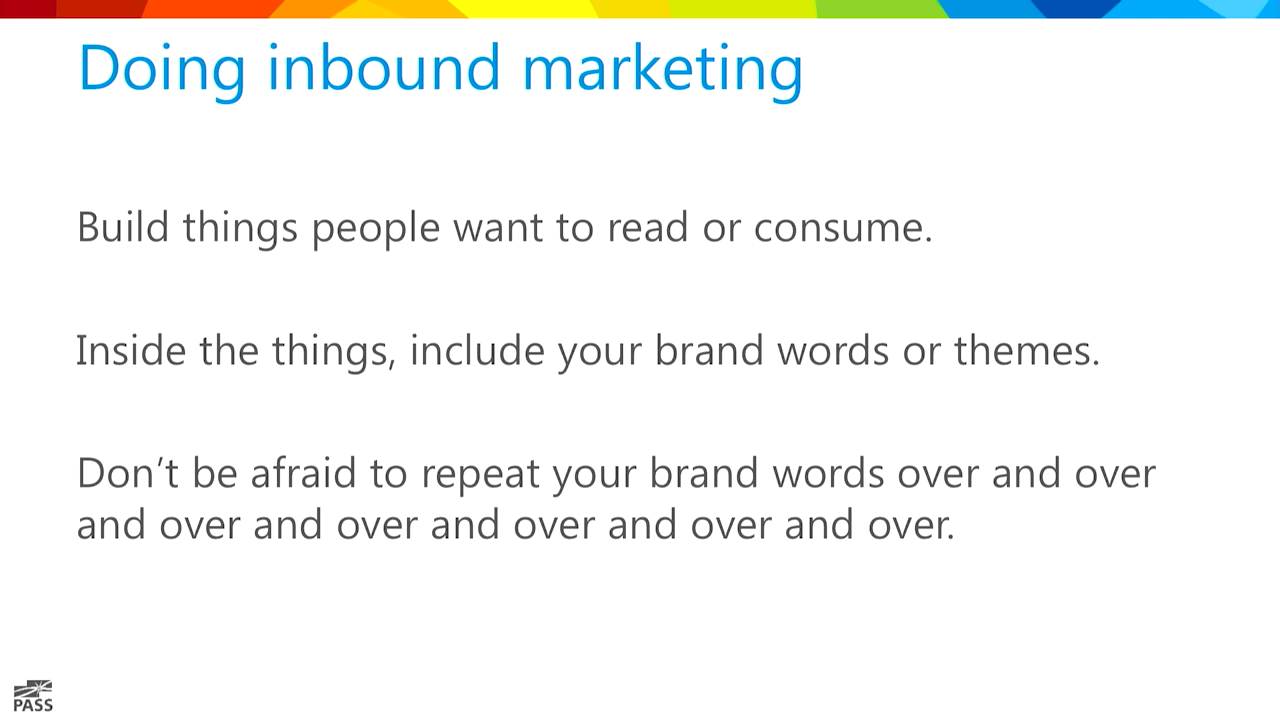 Doing inbound marketing
Build things people want to read or consume.
Inside the things, include your brand words or themes.
Don’t be afraid to repeat your brand words over and over
and over and over and over and over and over.
PASS